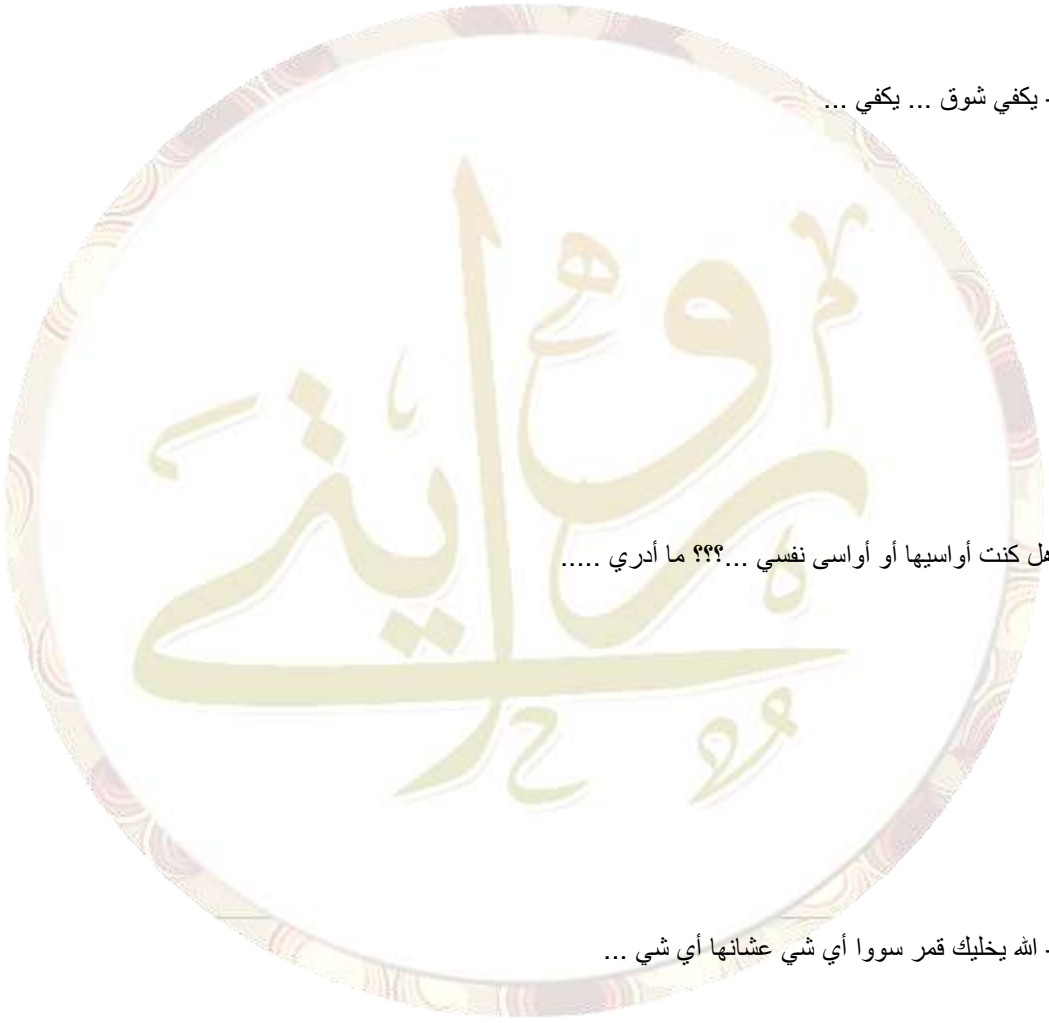 - يكفي شوق ... يكفي ...
هل كنت أواسيها أو أواسى نفسي ...؟؟؟ ما أدري .....
- الله يخليك قمر سووا أي شي عشانها أي شي ...
روايتي